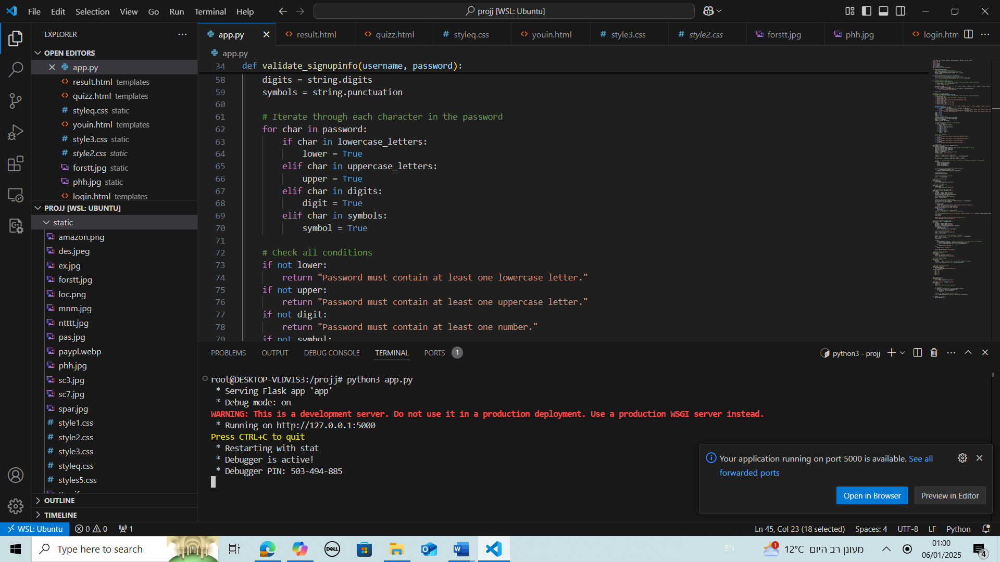 File Edit Selection View Go Run Terminal Help
projj [WSL: Ubuntu]
EXPLORER
OPEN EDITORS
app.py
result.html templates
quizz.html templates
styleq.css static
youin.html templates
style3.css static
style2.css static
forstt.jpg static
phh.jpg static
login.html templates
PROJJ [WSL: UBUNTU]
static
amazon.png
des.jpeg
ex.jpg
forstt.jpg
loc.png
mnm.jpg
ntttt.jpg
pas.jpg
paypl.webp
phh.jpg
sc3.jpg
sc7.jpg
spar.jpg
style1.css
style2.css
style3.css
styleq.css
styles5.css
OUTLINE
TIMELINE
app.py result.html quizz.html styleq.css youin.html style3.css style2.css forstt.jpg phh.jpg login.htm
app.py
34 def validate_signupinfo(username, password):
58 digits = string.digits
59 symbols = string.punctuation
60
61 # Iterate through each character in the password
62 for char in password:
63 if char in lowercase_letters:
64 lower = True
65 elif char in uppercase_letters:
66 upper = True
67 elif char in digits:
68 digit = True
69 elif char in symbols:
70 symbol = True
71
72 # Check all conditions
73 if not lower:
74 return "Password must contain at least one lowercase letter."
75 if not upper:
76 return "Password must contain at least one uppercase letter."
77 if not digit:
78 return "Password must contain at least one number."
79 if not symbol:
PROBLEMS OUTPUT DEBUG CONSOLE TERMINAL PORTS 1
python3 - projj
root@DESKTOP-VLDVIS3:/projj# python3 app.py
* Serving Flask app 'app'
* Debug mode: on
WARNING: This is a development server. Do not use it in a production deployment. Use a production WSGI server instead.
* Running on http://127.0.0.1:5000
Press CTRL+C to quit
* Restarting with stat
* Debugger is active!
* Debugger PIN: 503-494-885
Your application running on port 5000 is available. See all
forwarded ports
Open in Browser Preview in Editor
WSL: Ubuntu 0 0 1
Ln 45, Col 23 (18 selected) Spaces: 4 UTF-8 LF Python
Type here to search
DELL
EN
1
12°C מעונן רב היום
01:00
06/01/2025
4